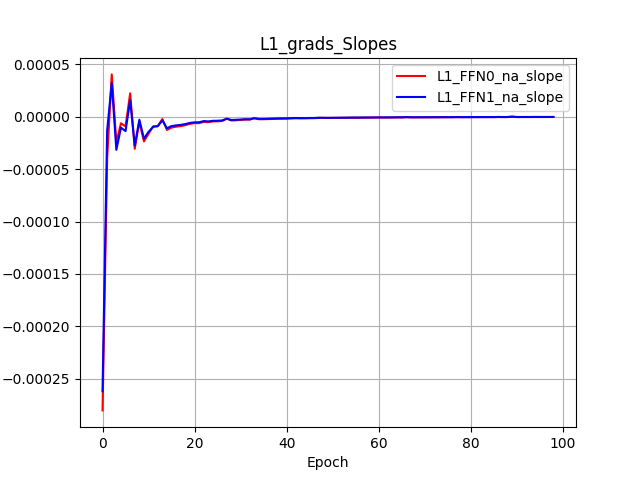 L1_grads_Slopes
L1_FFN0_na_slope
L1_FFN1_na_slope
0.00005
0.00000
−0.00005
−0.00010
−0.00015
−0.00020
−0.00025
0 20 40 60 80 100
Epoch